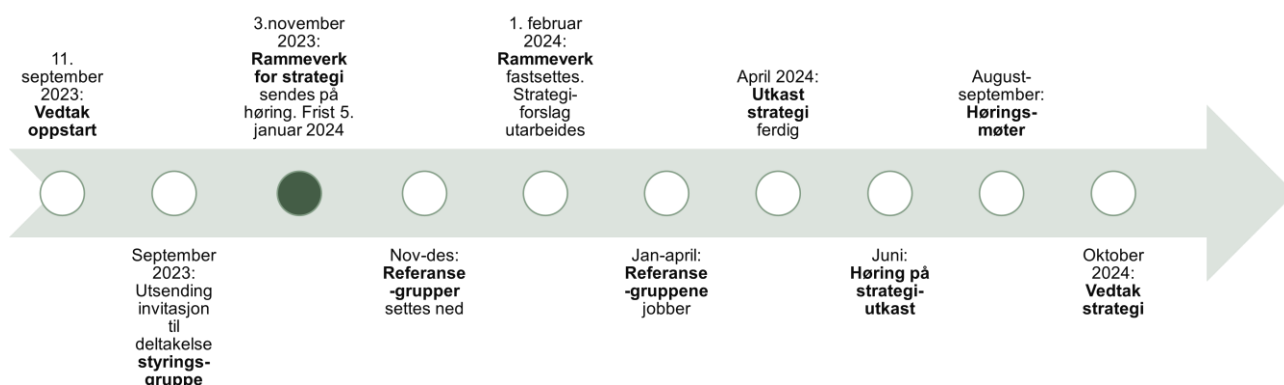 11.
september
2023:
Vedtak
oppstart
September
2023:
Utsending
invitasjon
til
deltakelse
styrings-
gruppe
3.november
2023:
Rammeverk
for strategi
sendes på
høring. Frist 5.
januar 2024
Nov-des:
Referanse
-grupper
settes ned
1. februar
2024:
Rammeverk
fastsettes.
Strategi-
forslag
utarbeides
Jan-april:
Referanse
-gruppene
jobber
April 2024:
Utkast
strategi
ferdig
Juni:
Høring på
strategi-
utkast
August-
september:
Hørings-
møter
Oktober
2024:
Vedtak
strategi